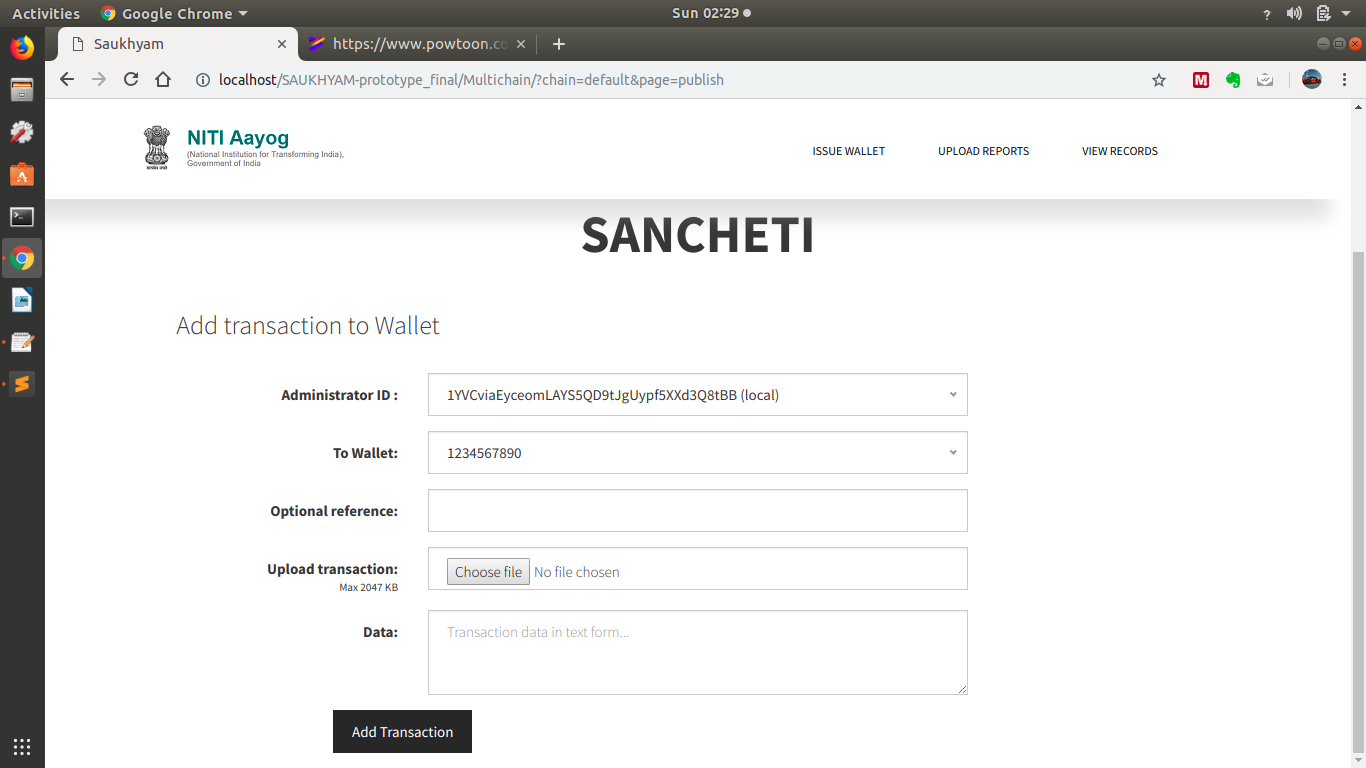 Activities Google Chrome Sun 02:29
Saukhyam https://www.powtoon.co
localhost/SAUKHYAM-prototype_final/Multichain/?chain=default&page=publish
NITI Aayog
(National Institution for Transforming India),
Government of India
ISSUE WALLET UPLOAD REPORTS VIEW RECORDS
SANCHETI
Add transaction to Wallet
Administrator ID : 1YVCviaEyceomLAYS5QD9tJgUypf5XXd3Q8tBB (local)
To Wallet: 1234567890
Optional reference:
Upload transaction: Choose file No file chosen
Max 2047 KB
Data: Transaction data in text form...
Add Transaction